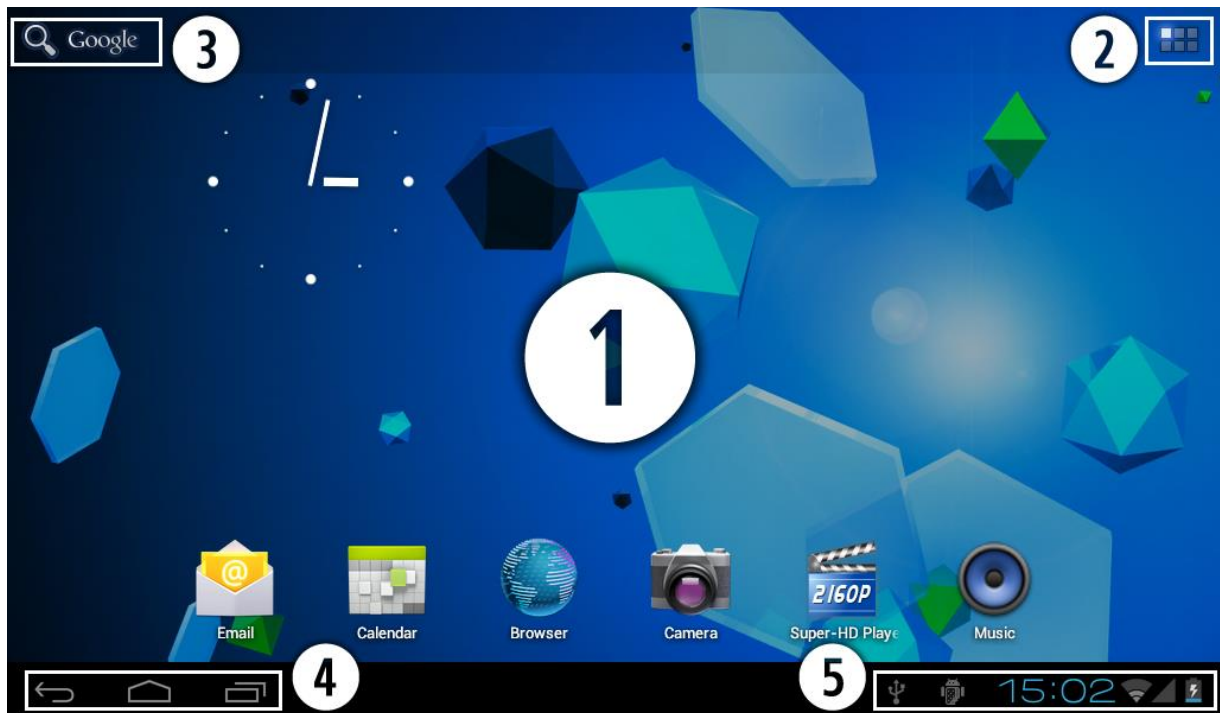 Google
3
2
1
@
2160P
Email
Calendar
Browser
Camera
Super-HD Playe
Music
4
5
15:02